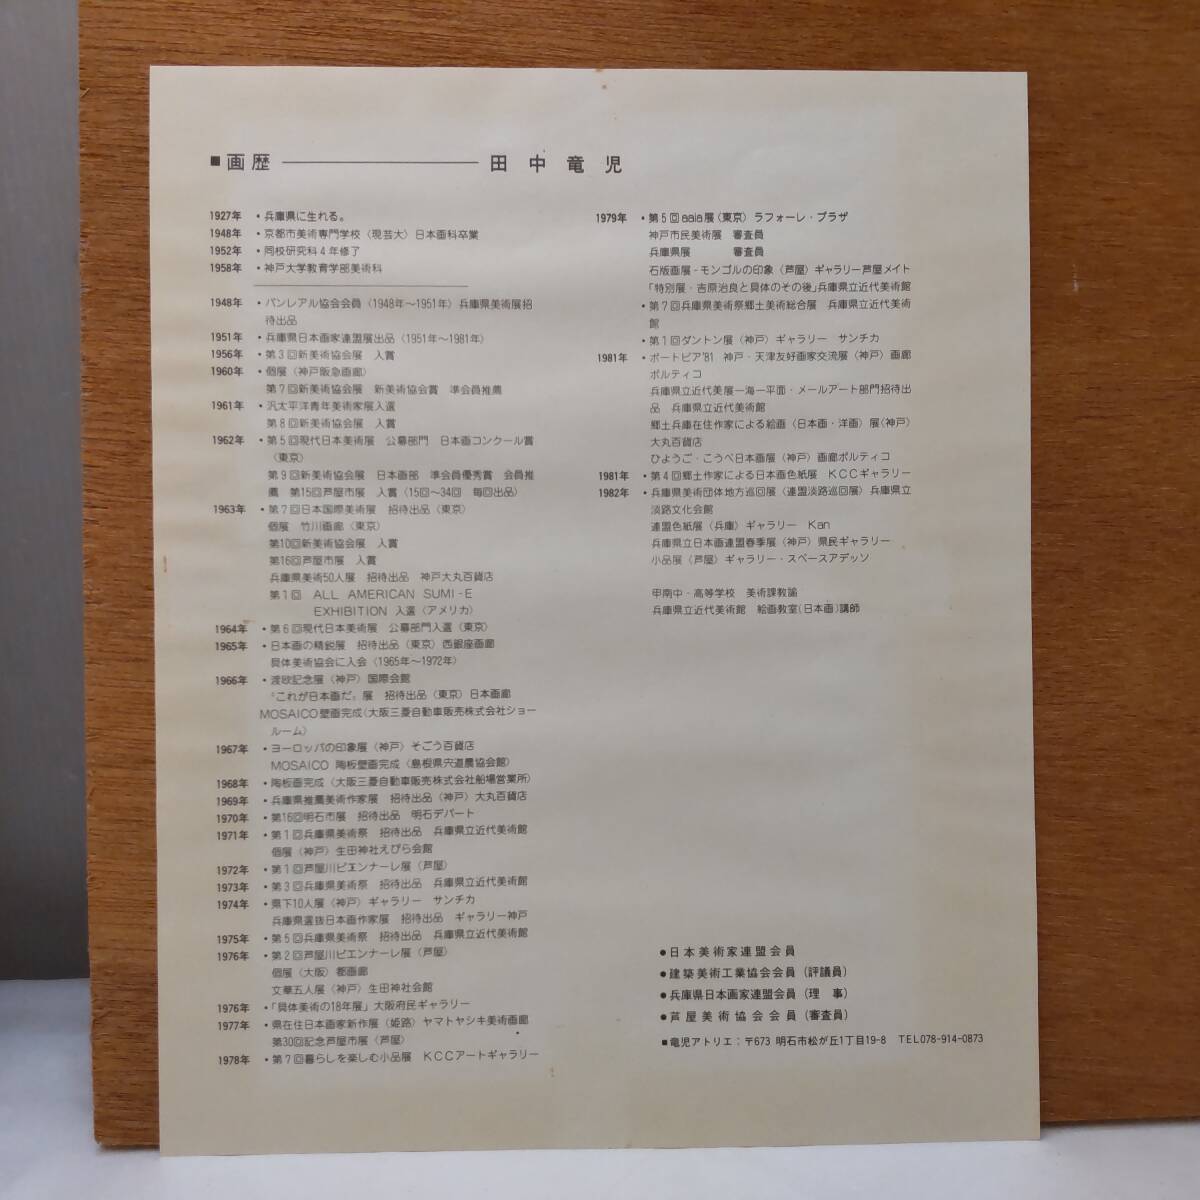 ■画歴――――田中竜児
1927年・兵庫県に生れる。
1948年・京都市美術専門学校〈現芸大〉日本画科卒業
1952年・同校研究科4年修了
1958年・神戸大学教育学部美術科
1948年・パンレアル協会会員〈1948年～1951年〉兵庫県美術展招
待出品
1951年・兵庫県日本画家連盟展出品〈1951年～1981年〉
1956年・第3回新美術協会展 入賞
1960年・個展〈神戸阪急画廊〉
第7回新美術協会展 新美術協会賞 準会員推薦
1961年・汎太平洋青年美術家展入選
第8回新美術協会展 入賞
1962年・第5回現代日本美術展 公募部門 日本画コンクール賞
〈東京〉
第9回新美術協会展 日本画部 準会員優秀賞 会員推
薦 第15回芦屋市展 入賞〈15回～34回 毎回出品〉
1963年・第7回日本国際美術展 招待出品〈東京〉
個展 竹川画廊〈東京〉
第10回新美術協会展 入賞
第16回芦屋市展 入賞
兵庫県美術50人展 招待出品 神戸大丸百貨店
第1回 ALL AMERICAN SUMI-E
EXHIBITION 入選〈アメリカ〉
1964年・第6回現代日本美術展 公募部門入選〈東京〉
1965年・日本画の精鋭展 招待出品〈東京〉西銀座画廊
具体美術協会に入会〈1965年～1972年〉
1966年・渡欧記念展〈神戸〉国際会館
〝これが日本画だ〟展 招待出品〈東京〉日本画廊
MOSAICO壁画完成〈大阪三菱自動車販売株式会社ショー
ルーム〉
1967年・ヨーロッパの印象展〈神戸〉そごう百貨店
MOSAICO 陶板壁画完成〈島根県宍道農協会館〉
1968年・陶板画完成〈大阪三菱自動車販売株式会社船場営業所〉
1969年・兵庫県推薦美術作家展 招待出品〈神戸〉大丸百貨店
1970年・第16回明石市展 招待出品 明石デパート
1971年・第1回兵庫県美術祭 招待出品 兵庫県立近代美術館
個展〈神戸〉生田神社えびら会館
1972年・第1回芦屋川ビエンナーレ展〈芦屋〉
1973年・第3回兵庫県美術祭 招待出品 兵庫県立近代美術館
1974年・県下10人展〈神戸〉ギャラリー サンチカ
兵庫県選抜日本画作家展 招待出品 ギャラリー神戸
1975年・第5回兵庫県美術祭 招待出品 兵庫県立近代美術館
1976年・第2回芦屋川ビエンナーレ展〈芦屋〉
個展〈大阪〉都画廊
文華五人展〈神戸〉生田神社会館
1976年・「具体美術の18年展」大阪府民ギャラリー
1977年・県在住日本画家新作展〈姫路〉ヤマトヤシキ美術画廊
第30回記念芦屋市展〈芦屋〉
1978年・第7回暮らしを楽しむ小品展 KCCアートギャラリー
1979年・第5回aaia展〈東京〉ラフォーレ・プラザ
神戸市民美術展 審査員
兵庫県展 審査員
石版画展-モンゴルの印象〈芦屋〉ギャラリー芦屋メイト
「特別展・吉原治良と具体のその後」兵庫県立近代美術館
・第7回兵庫県美術祭郷土美術総合展 兵庫県立近代美術
館
・第1回ダントン展〈神戸〉ギャラリー サンチカ
1981年・ポートピア'81 神戸・天津友好画家交流展〈神戸〉画廊
ポルティコ
兵庫県立近代美展―海―平面・メールアート部門招待出
品 兵庫県立近代美術館
郷土兵庫在住作家による絵画〈日本画・洋画〉展〈神戸〉
大丸百貨店
ひょうご・こうべ日本画展〈神戸〉画廊ポルティコ
1981年・第4回郷土作家による日本画色紙展 KCCギャラリー
1982年・兵庫県美術団体地方巡回展〈連盟淡路巡回展〉兵庫県立
淡路文化会館
連盟色紙展〈兵庫〉ギャラリー Kan
兵庫県立日本画連盟春季展〈神戸〉県民ギャラリー
小品展〈芦屋〉ギャラリー・スペースアデッソ
甲南中・高等学校 美術課教諭
兵庫県立近代美術館 絵画教室(日本画)講師
●日本美術家連盟会員
●建築美術工業協会会員(評議員)
●兵庫県日本画家連盟会員(理事)
●芦屋美術協会会員(審査員)
■竜児アトリエ:〒673 明石市松が丘1丁目19-8 TEL078-914-0873